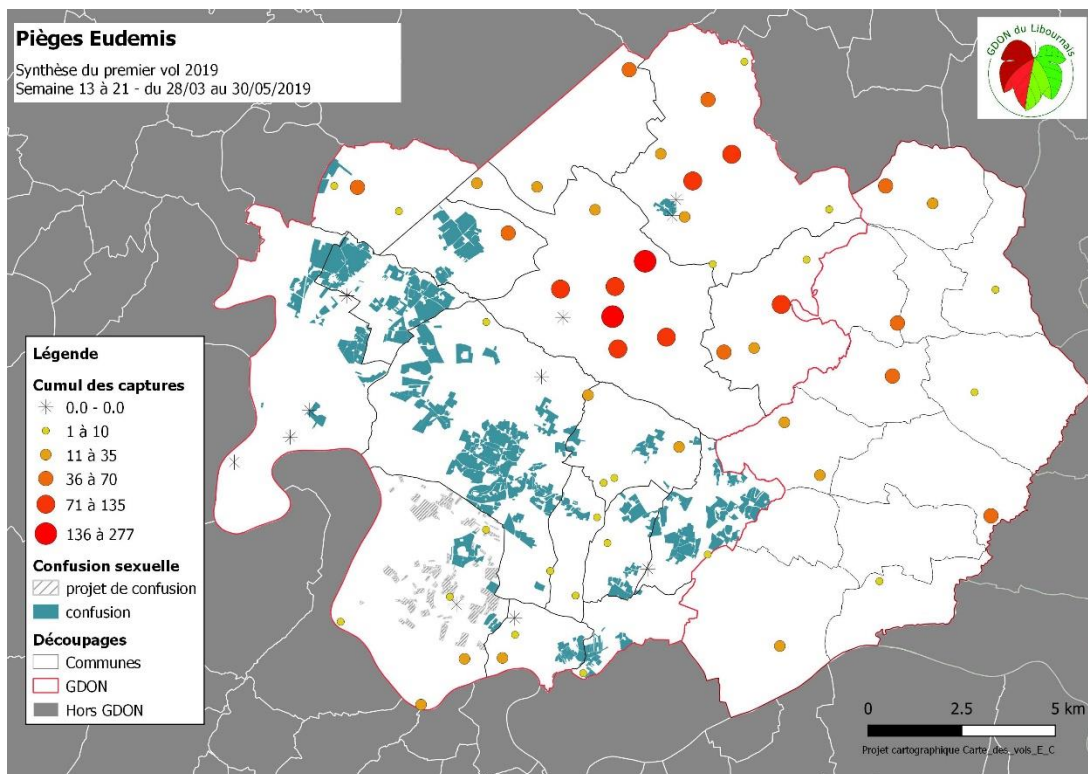 Pièges Eudemis
Synthèse du premier vol 2019
Semaine 13 à 21 - du 28/03 au 30/05/2019
GDON du Libournais
Légende
Cumul des captures
0.0 - 0.0
1 à 10
11 à 35
36 à 70
71 à 135
136 à 277
Confusion sexuelle
projet de confusion
confusion
Découpages
Communes
GDON
Hors GDON
0 2.5 5 km
Projet cartographique Carte_des_vols_E_C